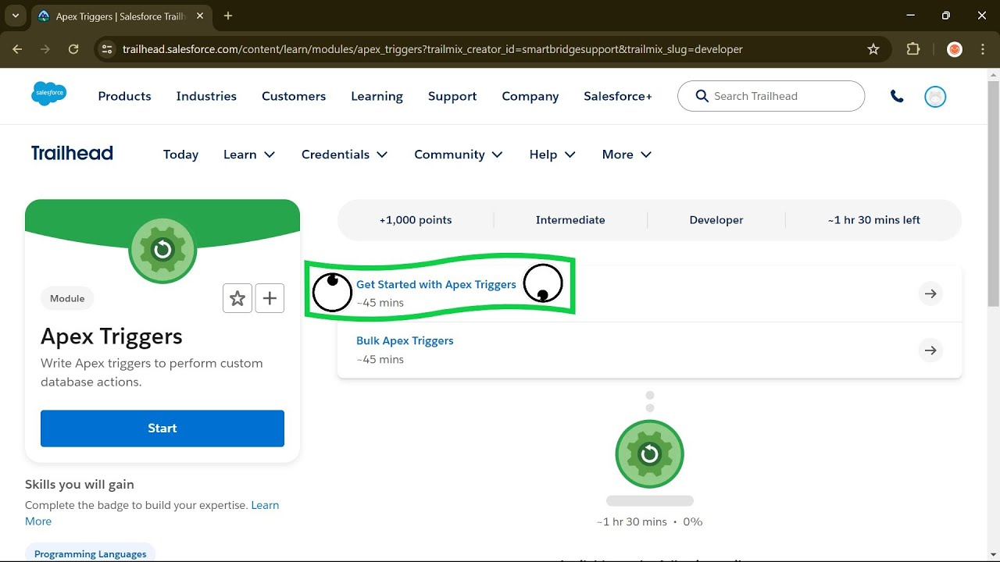 Apex Triggers | Salesforce Trailh
trailhead.salesforce.com/content/learn/modules/apex_triggers?trailmix_creator_id=smartbridgesupport&trailmix_slug=developer
salesforce
Products
Industries
Customers
Learning
Support
Company
Salesforce+
Search Trailhead
Trailhead
Today
Learn
Credentials
Community
Help
More
+1,000 points
Intermediate
Developer
~1 hr 30 mins left
Module
Apex Triggers
Write Apex triggers to perform custom
database actions.
Start
Get Started with Apex Triggers
~45 mins
Bulk Apex Triggers
~45 mins
~1 hr 30 mins • 0%
Skills you will gain
Complete the badge to build your expertise. Learn
More
Programming Languages